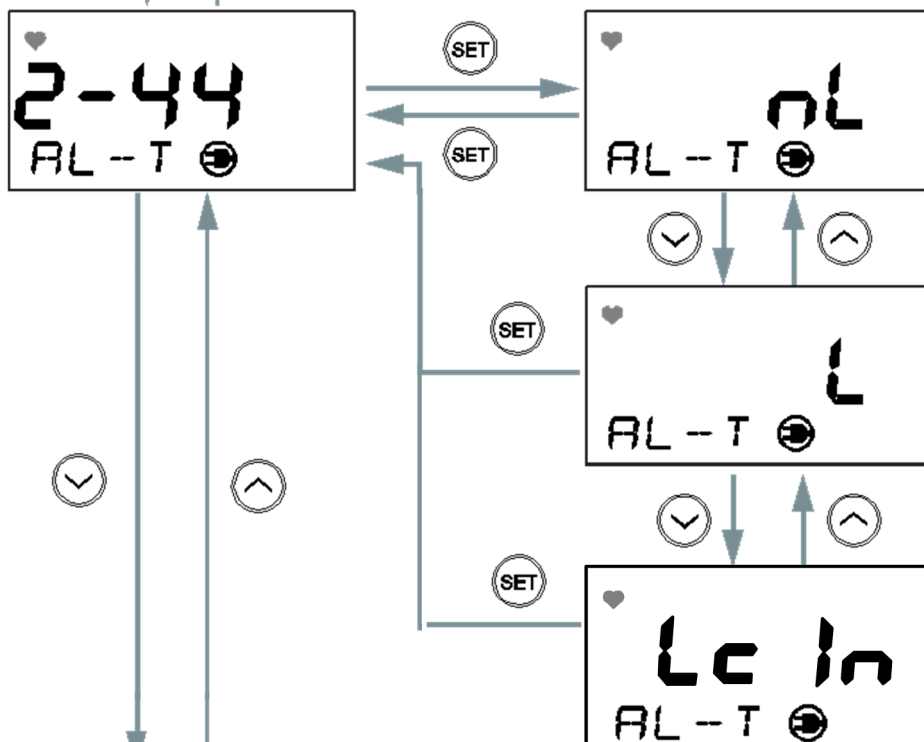 SET
2-44
nL
AL--T
SET
AL--T
SET
L
AL--T
SET
Lc In
AL--T